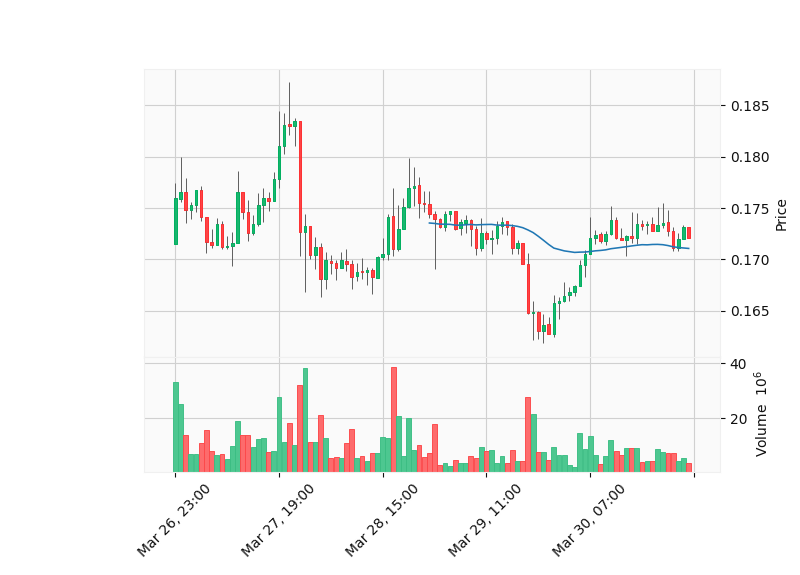 0.185
0.180
0.175
0.170
0.165
Price
40
20
Volume 10^6
Mar 26, 23:00
Mar 27, 19:00
Mar 28, 15:00
Mar 29, 11:00
Mar 30, 07:00